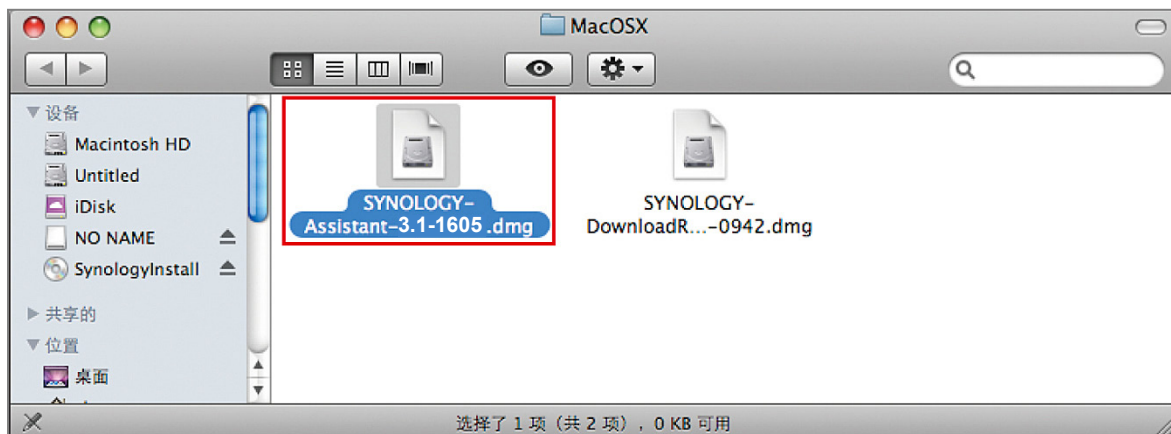 MacOSX
设备
Macintosh HD
Untitled
iDisk
NO NAME
SynologyInstall
共享的
位置
桌面
SYNOLOGY-
Assistant-3.1-1605.dmg
SYNOLOGY-
DownloadR...-0942.dmg
选择了 1 项（共 2 项），0 KB 可用